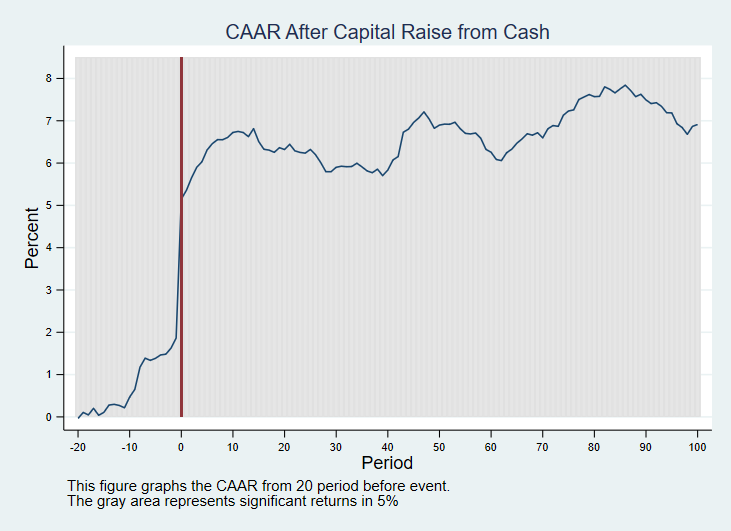 CAAR After Capital Raise from Cash
Percent
8
7
6
5
4
3
2
1
0
-20 -10 0 10 20 30 40 50 60 70 80 90 100
Period
This figure graphs the CAAR from 20 period before event.
The gray area represents significant returns in 5%